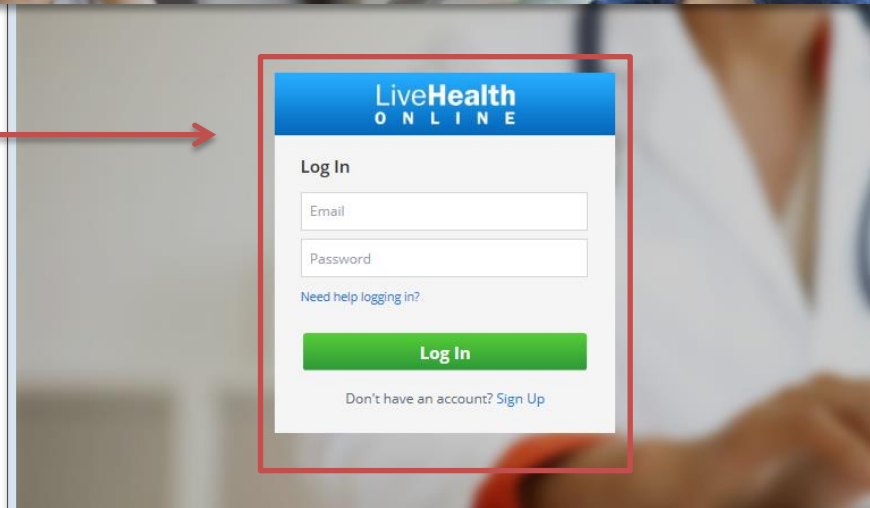 LiveHealth
ONLINE
Log In
Email
Password
Need help logging in?
Log In
Don't have an account? Sign Up